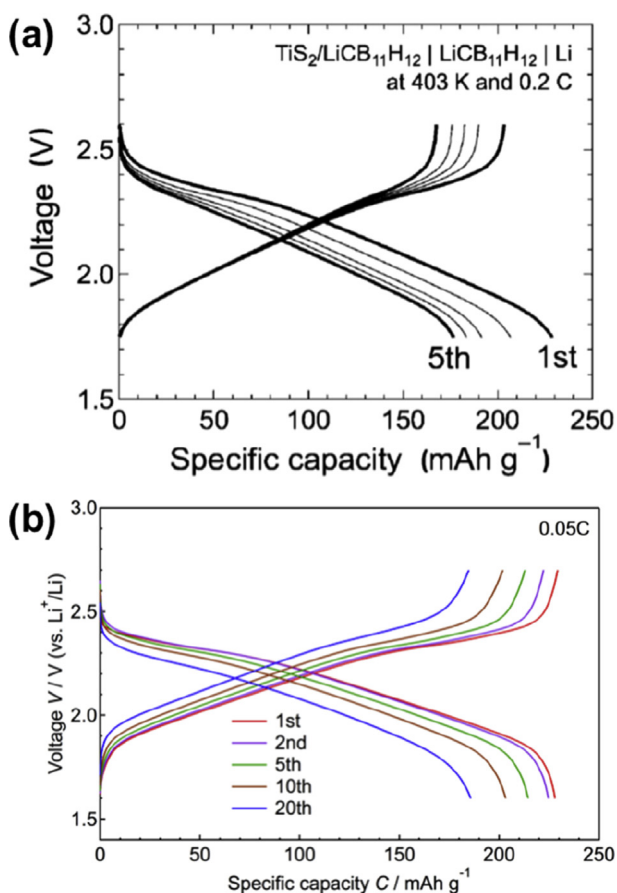 (a)
3.0
2.5
2.0
1.5
Voltage (V)
TiS₂/LiCB₁₁H₁₂ | LiCB₁₁H₁₂ | Li
at 403 K and 0.2 C
5th
1st
0
50
100
150
200
250
Specific capacity (mAh g⁻¹)
(b)
3.0
2.5
2.0
1.5
Voltage V / V (vs. Li⁺/Li)
0.05C
1st
2nd
5th
10th
20th
0
50
100
150
200
250
Specific capacity C / mAh g⁻¹